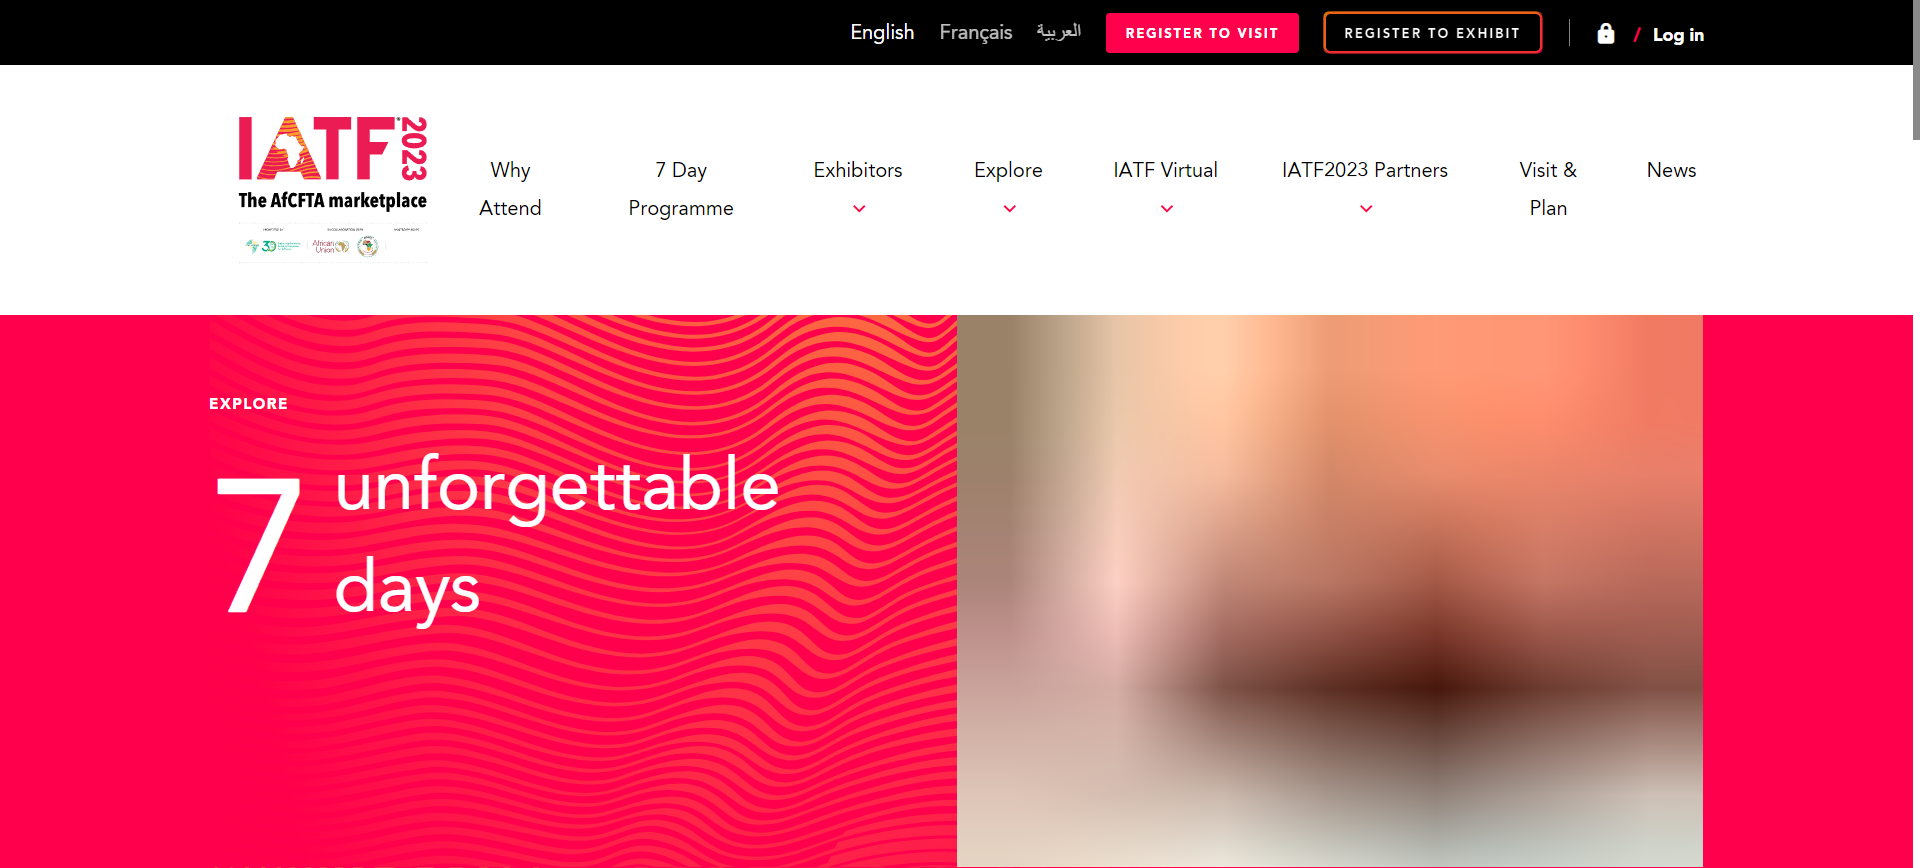 English Français العربية REGISTER TO VISIT REGISTER TO EXHIBIT / Log in
IATF 2023
The AfCFTA marketplace
African
Union
Why
Attend
7 Day
Programme
Exhibitors
Explore
IATF Virtual
IATF2023 Partners
Visit &
Plan
News
EXPLORE
7 unforgettable
days